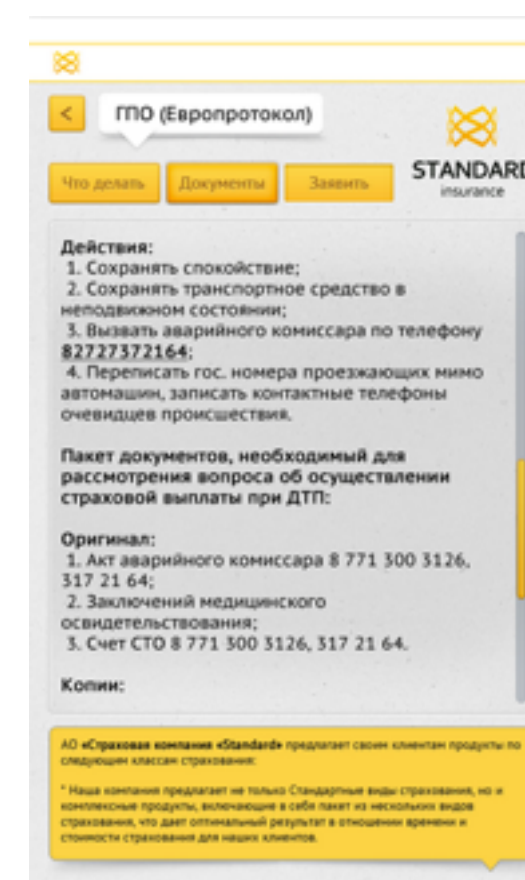 <
ГПО (Европротокол)
STANDARD
insurance
Что делать
Документы
Заявить
Действия:
1. Сохранять спокойствие;
2. Сохранять транспортное средство в
неподвижном состоянии;
3. Вызвать аварийного комиссара по телефону
82727372164;
4. Переписать гос. номера проезжающих мимо
автомашин, записать контактные телефоны
очевидцев происшествия.
Пакет документов, необходимый для
рассмотрения вопроса об осуществлении
страховой выплаты при ДТП:
Оригинал:
1. Акт аварийного комиссара 8 771 300 3126,
317 21 64;
2. Заключений медицинского
освидетельствования;
3. Счет СТО 8 771 300 3126, 317 21 64.
Копии:
АО «Страховая компания «Standard» предлагает своим клиентам продукты по
следующим классам страхования:
* Наша компания предлагает не только Стандартные виды страхования, но и
комплексные продукты, включающие в себя пакет из нескольких видов
страхования, что дает оптимальный результат в отношении времени и
стоимости страхования для наших клиентов.